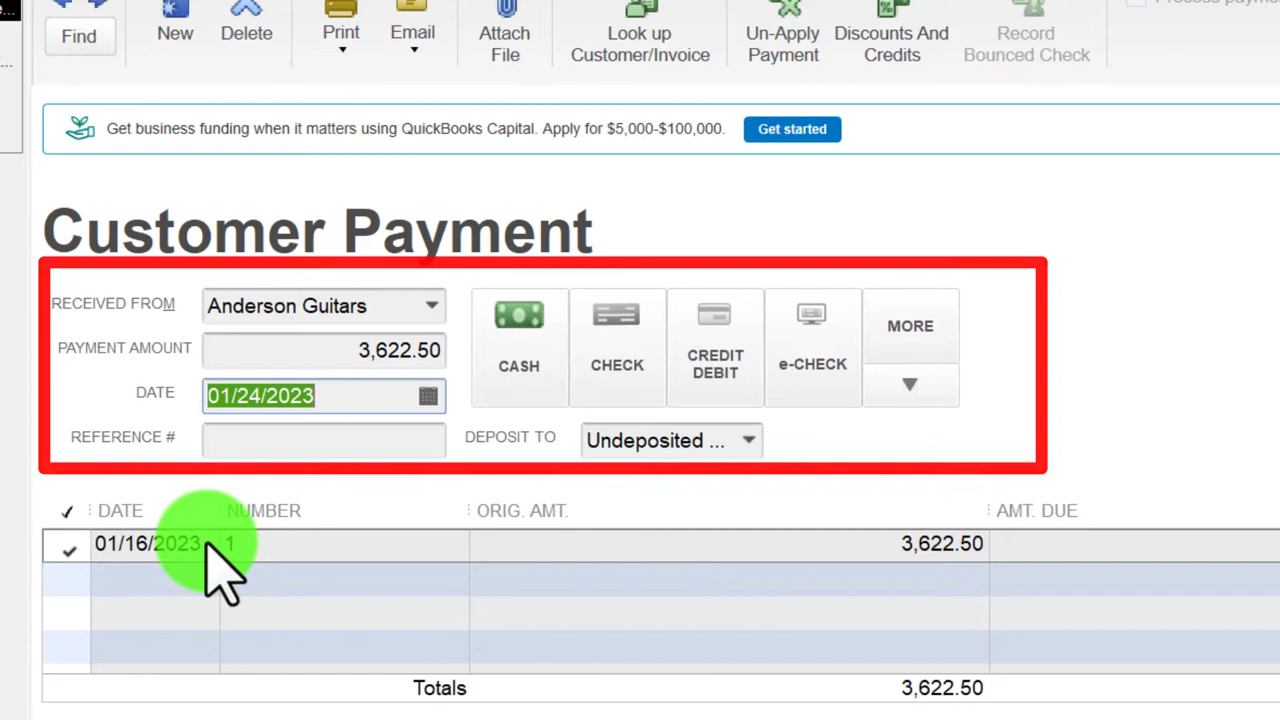 e...
Find
New
Delete
Print
Email
Attach
File
Look up
Customer/Invoice
Un-Apply
Payment
Discounts And
Credits
Record
Bounced Check
Get business funding when it matters using QuickBooks Capital. Apply for $5,000-$100,000.
Get started
Customer Payment
RECEIVED FROM
Anderson Guitars
PAYMENT AMOUNT
3,622.50
DATE
01/24/2023
REFERENCE #
CASH
CHECK
CREDIT
DEBIT
e-CHECK
MORE
DEPOSIT TO
Undeposited ...
DATE NUMBER ORIG. AMT. AMT. DUE
01/16/2023 1 3,622.50
Totals 3,622.50